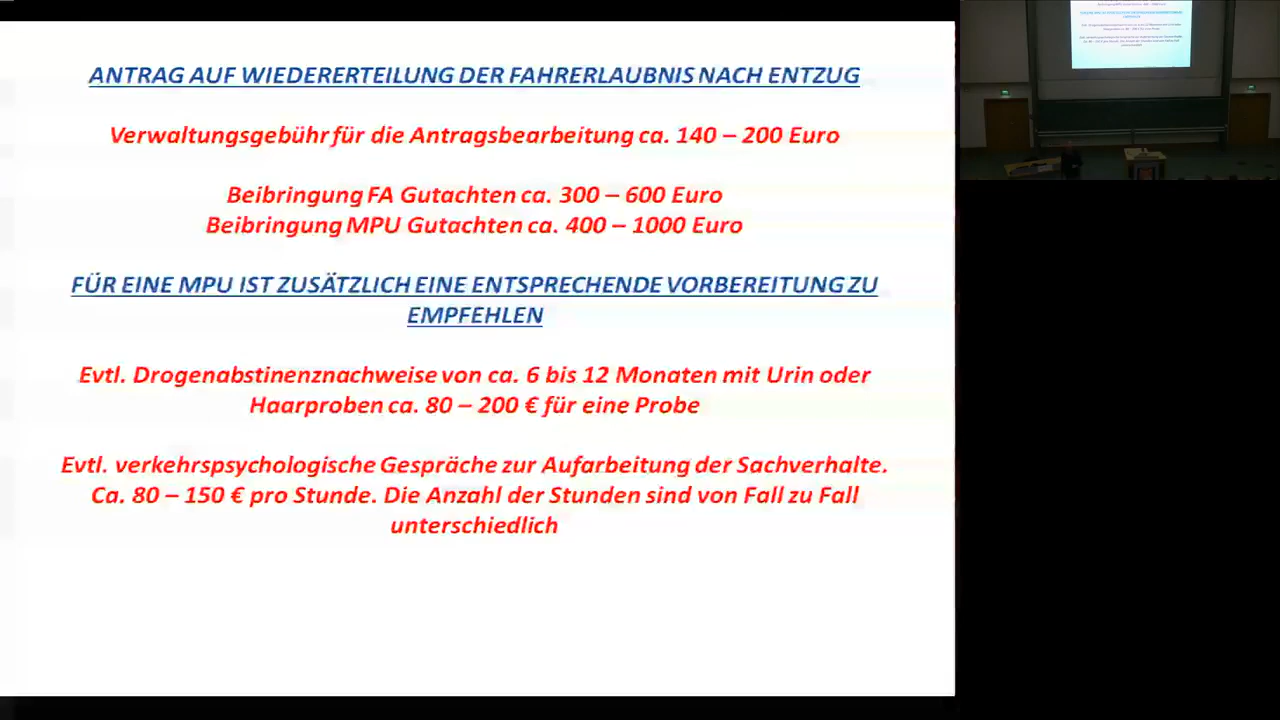 ANTRAG AUF WIEDERERTEILUNG DER FAHRERLAUBNIS NACH ENTZUG
Verwaltungsgebühr für die Antragsbearbeitung ca. 140 – 200 Euro
Beibringung FA Gutachten ca. 300 – 600 Euro
Beibringung MPU Gutachten ca. 400 – 1000 Euro
FÜR EINE MPU IST ZUSÄTZLICH EINE ENTSPRECHENDE VORBEREITUNG ZU
EMPFEHLEN
Evtl. Drogenabstinenznachweise von ca. 6 bis 12 Monaten mit Urin oder
Haarproben ca. 80 – 200 € für eine Probe
Evtl. verkehrspsychologische Gespräche zur Aufarbeitung der Sachverhalte.
Ca. 80 – 150 € pro Stunde. Die Anzahl der Stunden sind von Fall zu Fall
unterschiedlich